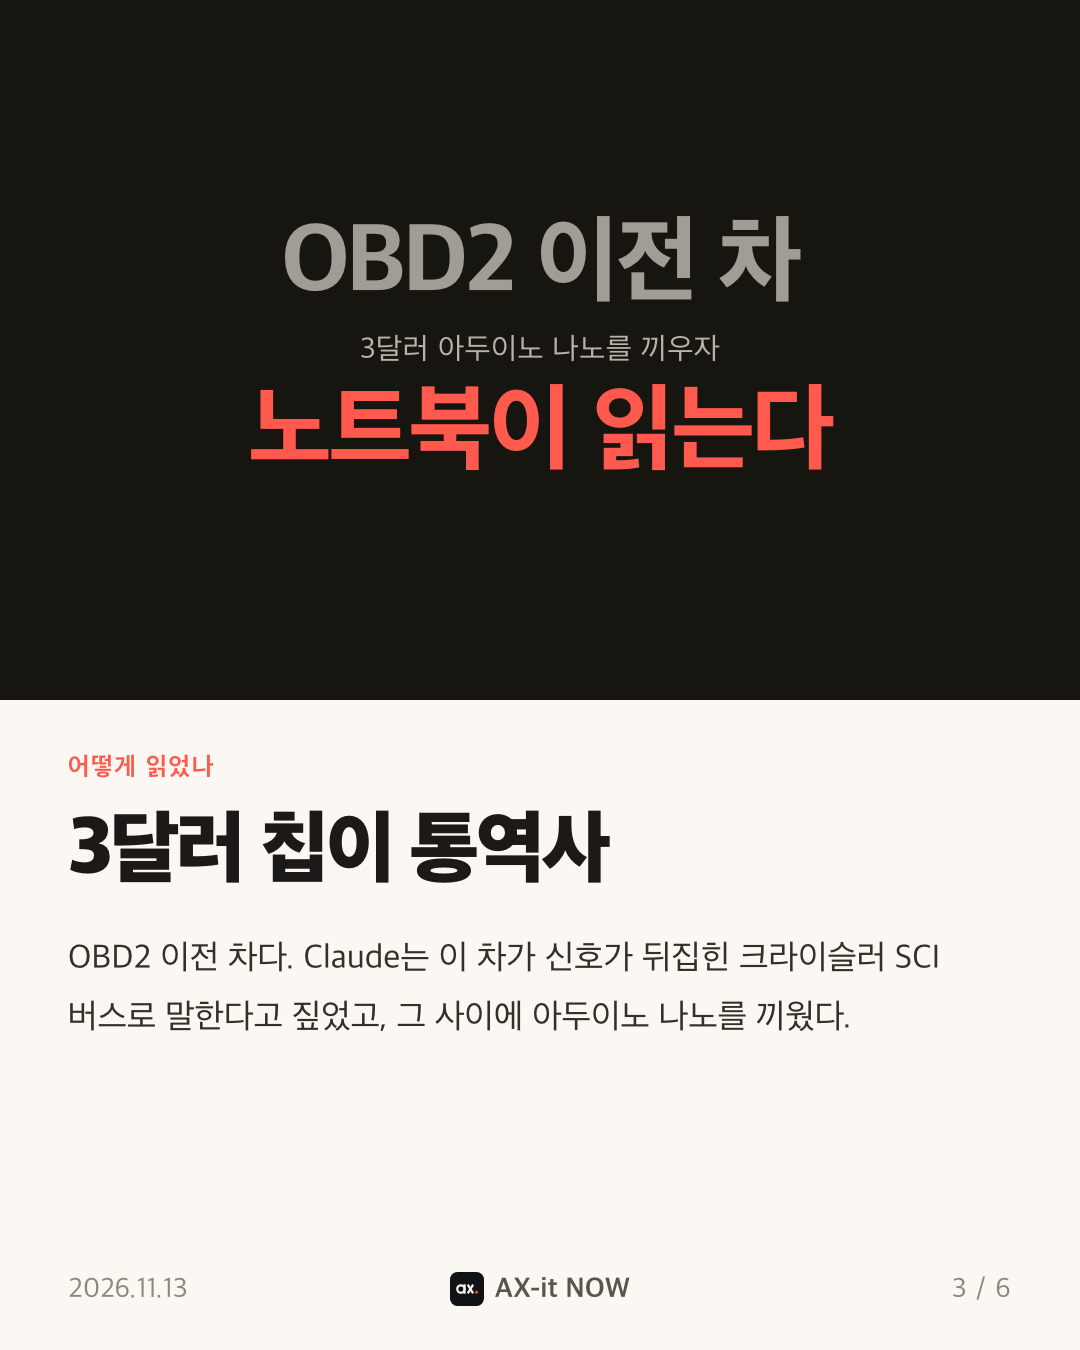 OBD2 이전 차
3달러 아두이노 나노를 끼우자
노트북이 읽는다
어떻게 읽었나
3달러 칩이 통역사
OBD2 이전 차다. Claude는 이 차가 신호가 뒤집힌 크라이슬러 SCI
버스로 말한다고 짚었고, 그 사이에 아두이노 나노를 끼웠다.
2026.11.13
ax. AX-it NOW
3 / 6